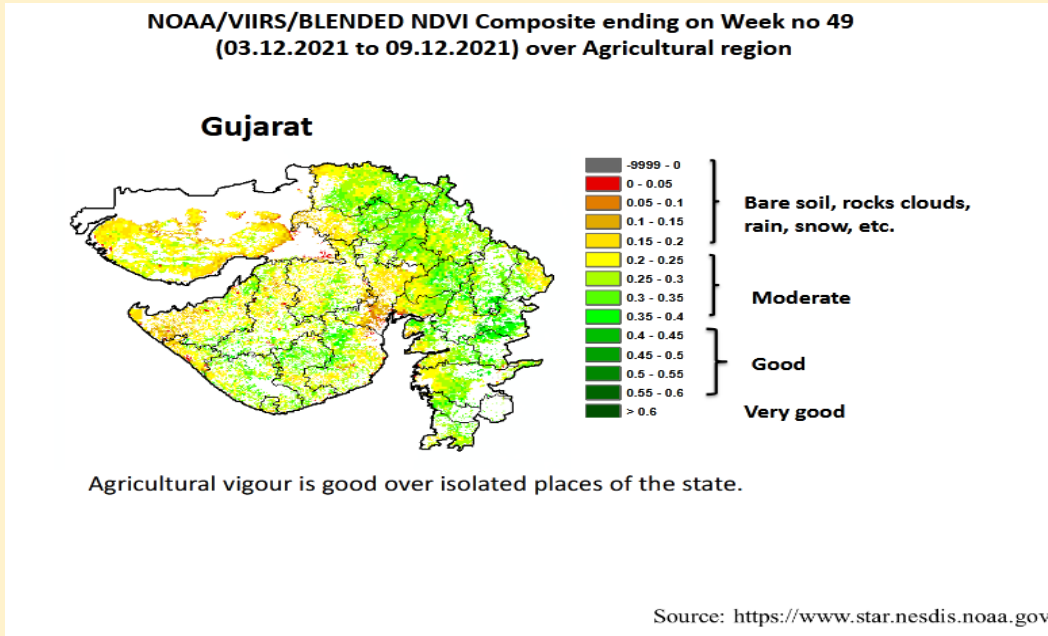 NOAA/VIIRS/BLENDED NDVI Composite ending on Week no 49
(03.12.2021 to 09.12.2021) over Agricultural region
Gujarat
-9999 - 0
0 - 0.05
0.05 - 0.1
0.1 - 0.15
0.15 - 0.2
0.2 - 0.25
0.25 - 0.3
0.3 - 0.35
0.35 - 0.4
0.4 - 0.45
0.45 - 0.5
0.5 - 0.55
0.55 - 0.6
> 0.6
Bare soil, rocks clouds,
rain, snow, etc.
Moderate
Good
Very good
Agricultural vigour is good over isolated places of the state.
Source: https://www.star.nesdis.noaa.gov